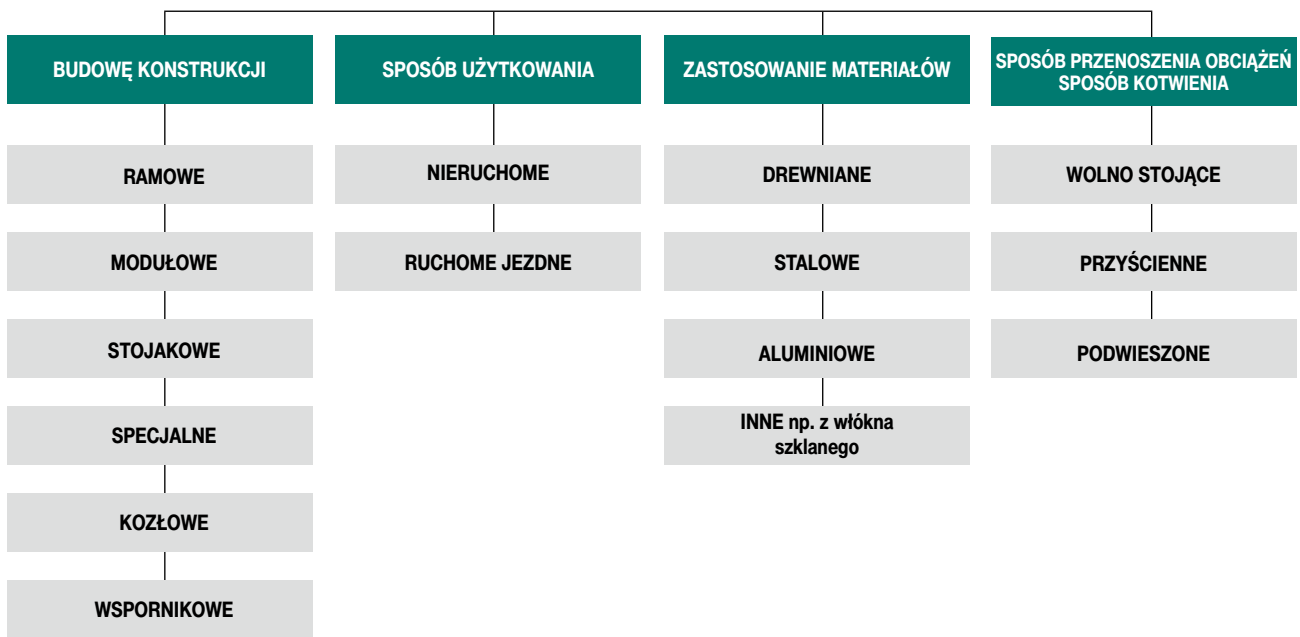 BUDOWĘ KONSTRUKCJI
RAMOWE
MODUŁOWE
STOJAKOWE
SPECJALNE
KOZŁOWE
WSPORNIKOWE
SPOSÓB UŻYTKOWANIA
NIERUCHOME
RUCHOME JEZDNE
ZASTOSOWANIE MATERIAŁÓW
DREWNIANE
STALOWE
ALUMINIOWE
INNE np. z włókna
szklanego
SPOSÓB PRZENOSZENIA OBCIĄŻEŃ
SPOSÓB KOTWIENIA
WOLNO STOJĄCE
PRZYŚCIENNE
PODWIESZONE